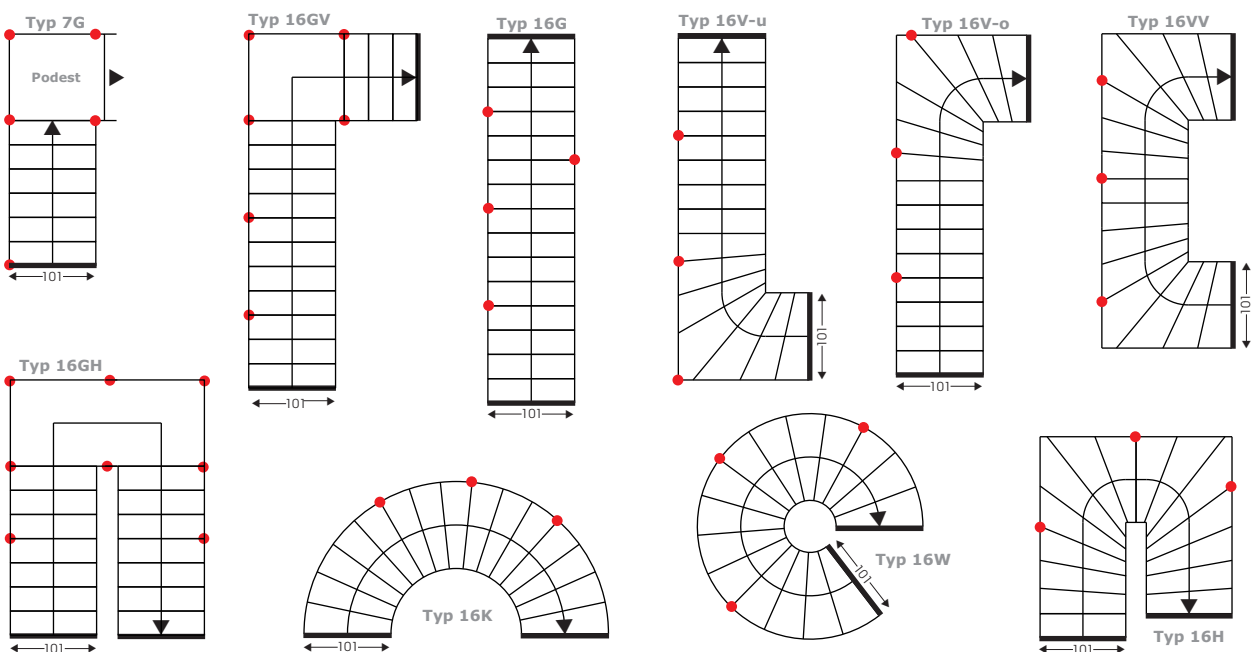 Typ 7G
Typ 16GV
Typ 16G
Typ 16V-u
Typ 16V-o
Typ 16VV
Podest
101
101
101
101
101
101
Typ 16GH
Typ 16K
Typ 16W
Typ 16H
101
101
101
101